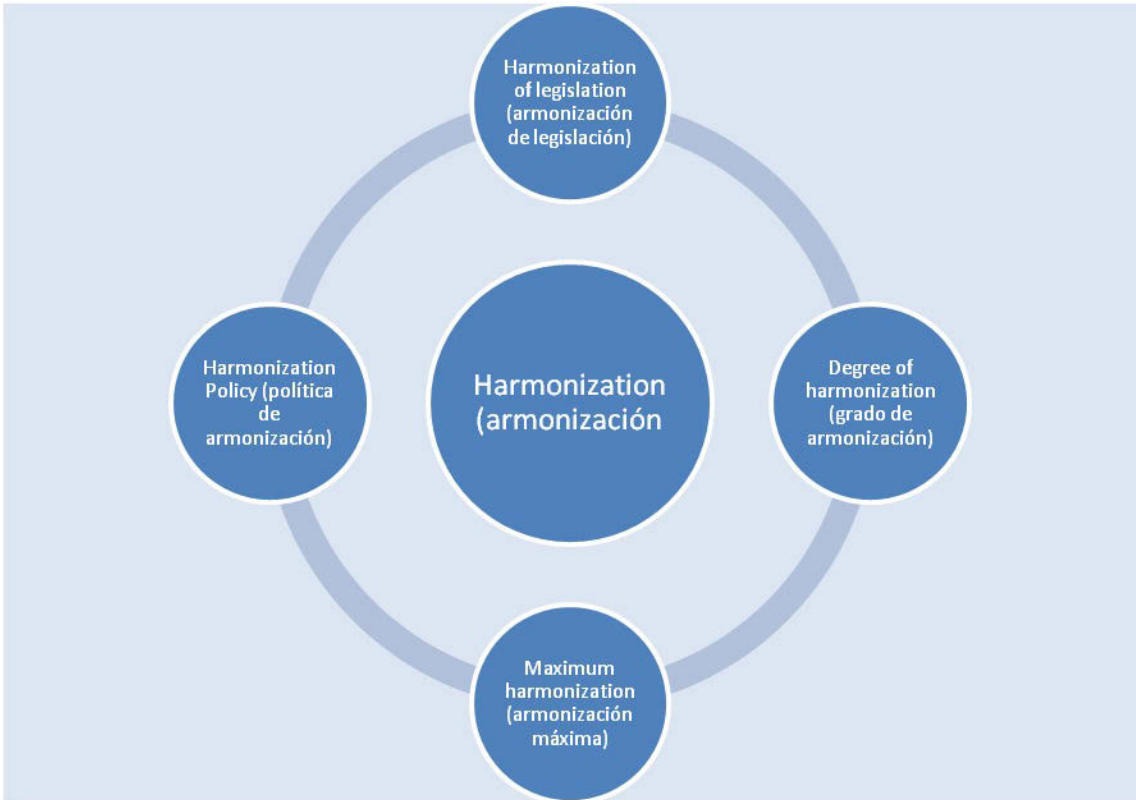 Harmonization
of legislation
(armonización
de legislación)
Harmonization
Policy (política
de
armonización)
Harmonization
(armonización
Degree of
harmonization
(grado de
armonización)
Maximum
harmonization
(armonización
máxima)